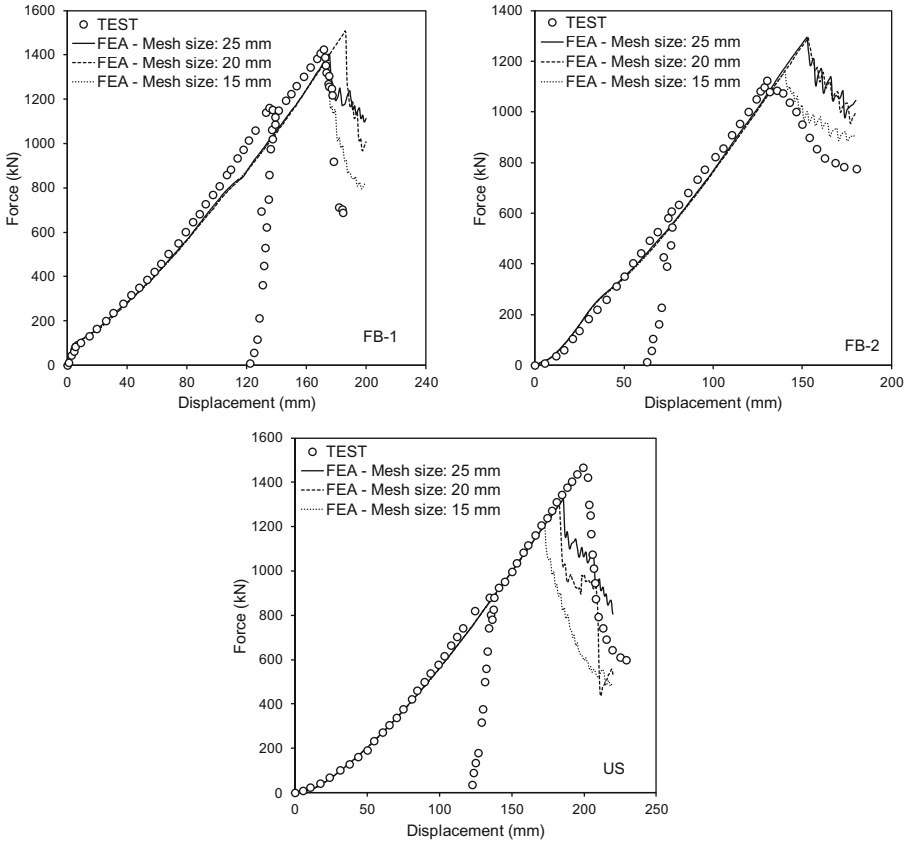 1600
1400
1200
1000
800
600
400
200
0
Force (kN)
TEST
FEA - Mesh size: 25 mm
FEA - Mesh size: 20 mm
FEA - Mesh size: 15 mm
FB-1
0 40 80 120 160 200 240
Displacement (mm)
1400
1200
1000
800
600
400
200
0
Force (kN)
TEST
FEA - Mesh size: 25 mm
FEA - Mesh size: 20 mm
FEA - Mesh size: 15 mm
FB-2
0 50 100 150 200
Displacement (mm)
1600
1400
1200
1000
800
600
400
200
0
Force (kN)
TEST
FEA - Mesh size: 25 mm
FEA - Mesh size: 20 mm
FEA - Mesh size: 15 mm
US
0 50 100 150 200 250
Displacement (mm)